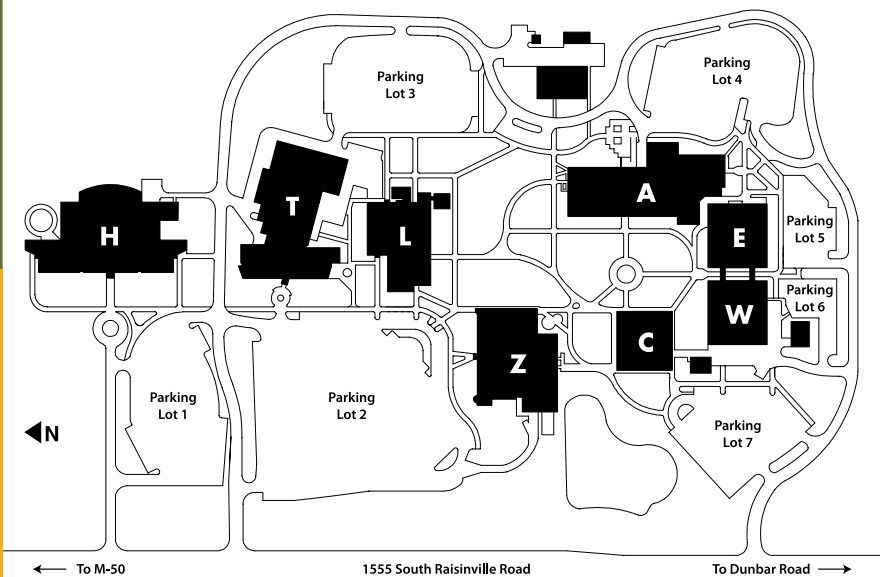 Parking
Lot 3
Parking
Lot 4
A
T
H
L
E
Parking
Lot 5
Parking
Lot 6
W
C
Z
Parking
Lot 1
Parking
Lot 2
Parking
Lot 7
N
To M-50
1555 South Raisinville Road
To Dunbar Road